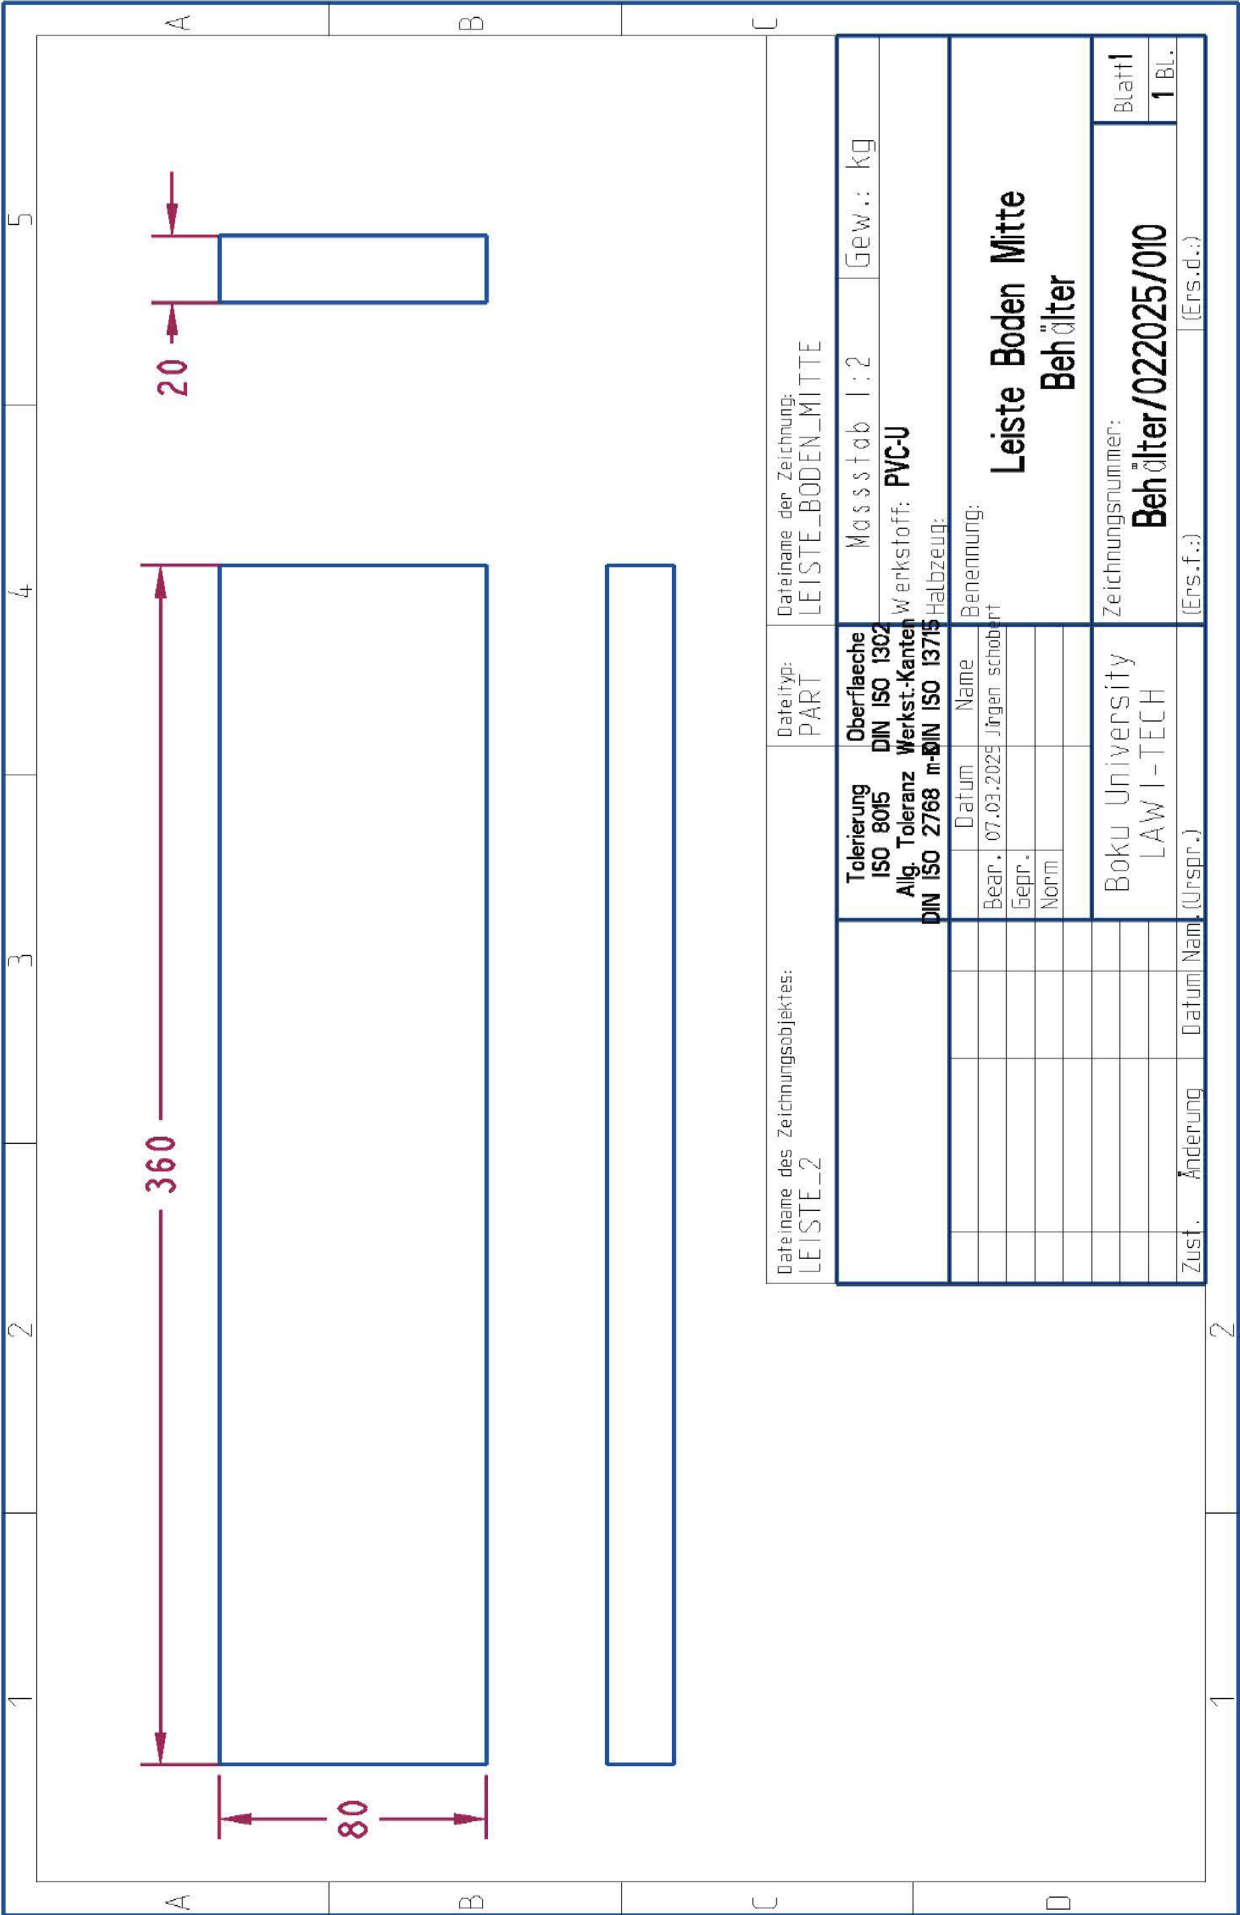 1
2
3
4
5
A
A
B
B
C
C
D
1
2
360
20
80
Dateiname des Zeichnungsobjektes:
LEISTE_2
Dateityp:
PART
Dateiname der Zeichnung:
LEISTE_BODEN_MITTE
Tolerierung
ISO 8015
Allg. Toleranz
DIN ISO 2768 m-K
Oberflaeche
DIN ISO 1302
Werkst.-Kanten
DIN ISO 13715
Massstab 1:2
Gew.: kg
Werkstoff: PVC-U
Halbzeug:
Datum Name
Bear. 07.03.2025 Jürgen schobert
Gepr.
Norm
Benennung:
Leiste Boden Mitte
Behälter
Boku University
LAWI-TECH
Zeichnungsnummer:
Behälter/022025/010
Blatt1
1 Bl.
Zust. Änderung Datum Nam. (Urspr.) (Ers.f.:) (Ers.d.:)